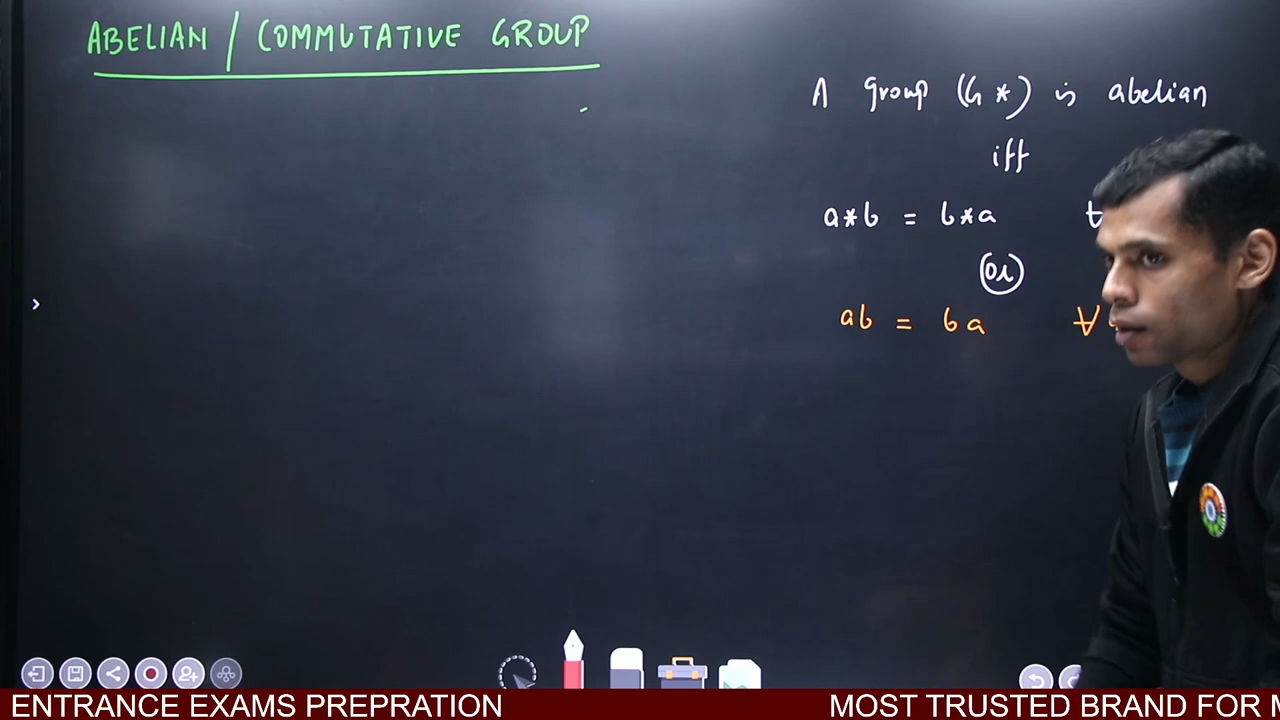 ABELIAN / COMMUTATIVE GROUP
A group (G *) is abelian
iff
a*b = b*a
(or)
ab = ba ∀
ENTRANCE EXAMS PREPRATION
MOST TRUSTED BRAND FOR